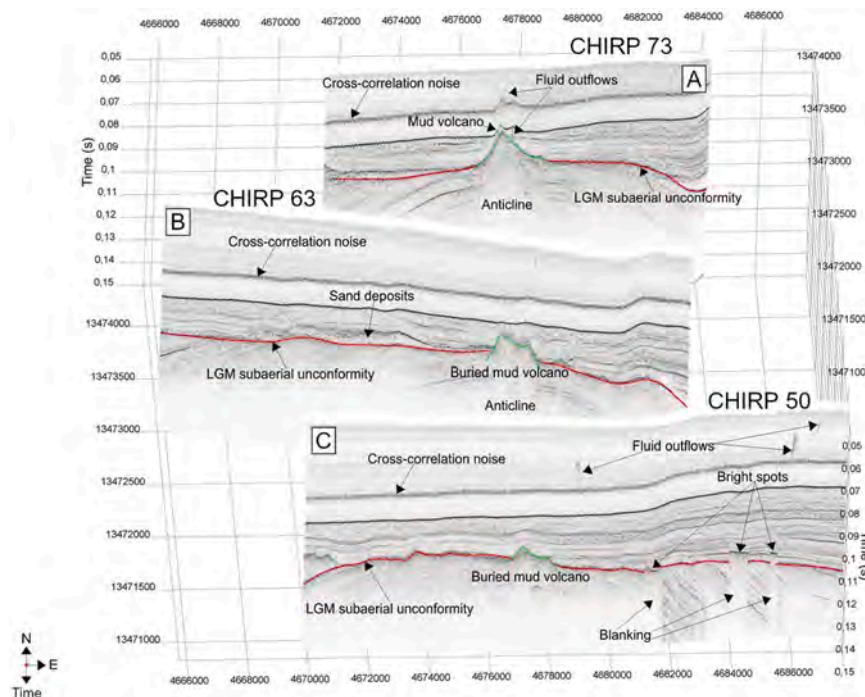 4666000 4668000 4670000 4672000 4674000 4676000 4678000 4680000 4682000 4684000 4686000
CHIRP 73
0,05
0,06
0,07
0,08
0,09
0,1
0,11
0,12
0,13
0,14
0,15
Time (s)
Cross-correlation noise
Fluid outflows
A
Mud volcano
Anticline
LGM subaerial unconformity
13474000
13473500
13473000
13472500
13472000
13471500
13471000
CHIRP 63
B
Cross-correlation noise
Sand deposits
LGM subaerial unconformity
Buried mud volcano
Anticline
13474000
13473500
13473000
13472500
13472000
13471500
13471000
CHIRP 50
C
Fluid outflows
Cross-correlation noise
Bright spots
Buried mud volcano
LGM subaerial unconformity
Blanking
0,05
0,06
0,07
0,08
0,09
0,1
0,11
0,12
0,13
0,14
0,15
Time (s)
N
E
Time
4666000 4668000 4670000 4672000 4674000 4676000 4678000 4680000 4682000 4684000 4686000